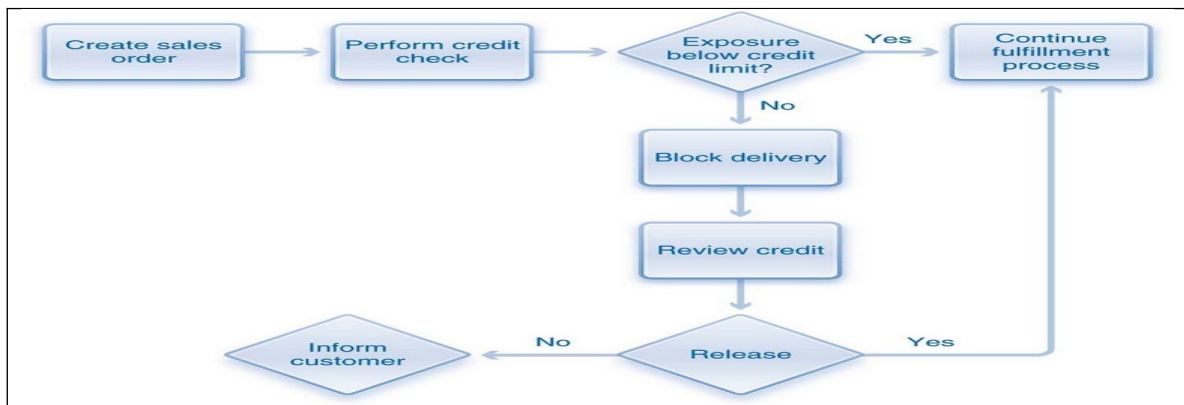 Create sales
order
Perform credit
check
Exposure
below credit
limit?
Yes
Continue
fulfillment
process
No
Block delivery
Review credit
Release
No
Inform
customer
Yes